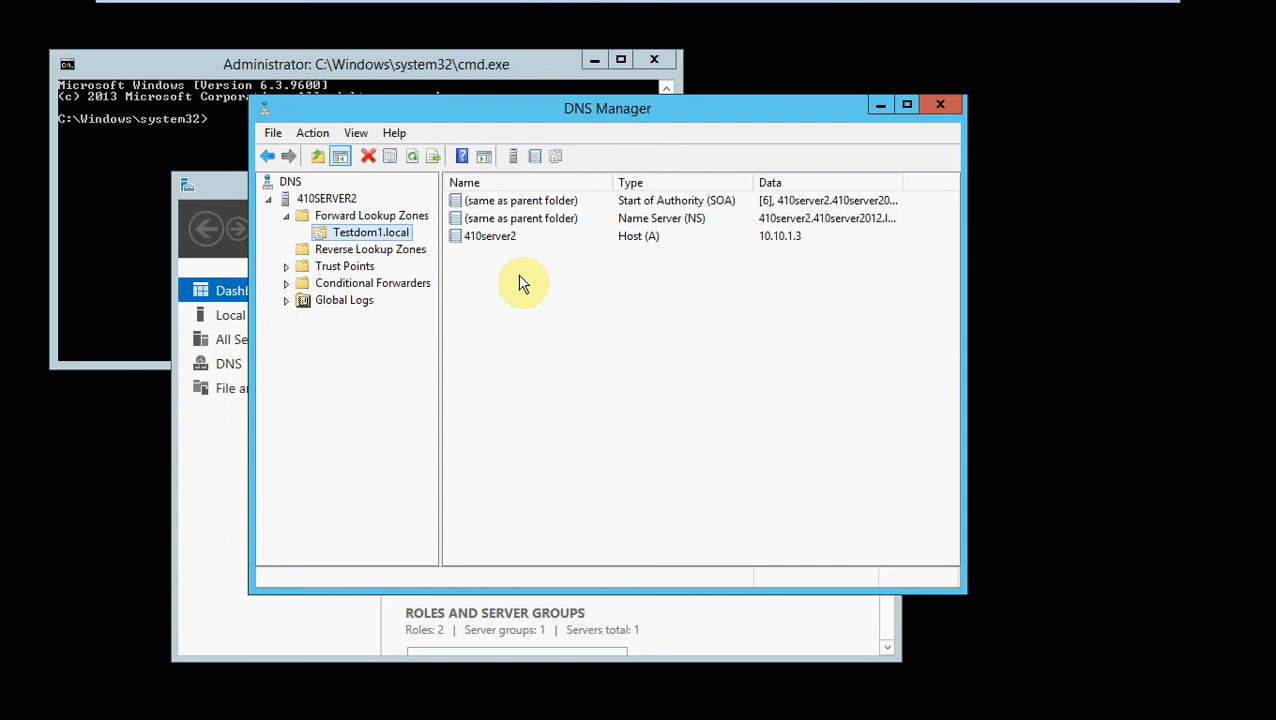 Administrator: C:\Windows\system32\cmd.exe
Microsoft Windows [Version 6.3.9600]
(c) 2013 Microsoft
C:\Windows\system32>
DNS Manager
File Action View Help
DNS
410SERVER2
Forward Lookup Zones
Testdom1.local
Reverse Lookup Zones
Trust Points
Conditional Forwarders
Global Logs
Name Type Data
(same as parent folder) Start of Authority (SOA) [6], 410server2.410server20...
(same as parent folder) Name Server (NS) 410server2.410server2012.l...
410server2 Host (A) 10.10.1.3
Dashb
Local
All Se
DNS
File an
ROLES AND SERVER GROUPS
Roles: 2 | Server groups: 1 | Servers total: 1